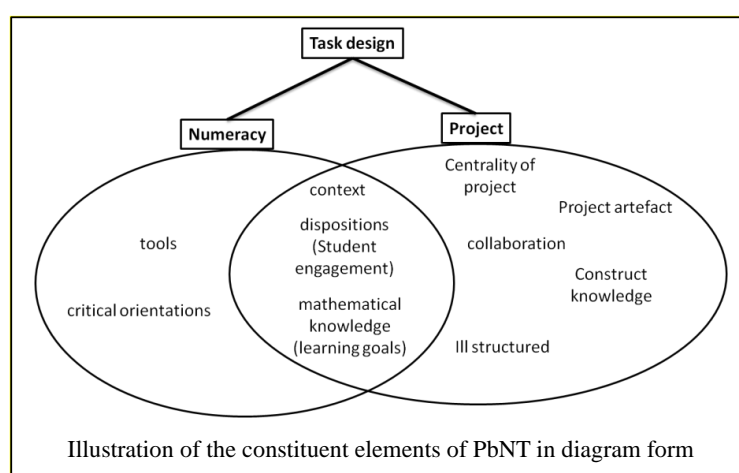 Task design
Numeracy
Project
Centrality of
project
context
Project artefact
dispositions
(Student
engagement)
tools
collaboration
Construct
knowledge
critical orientations
mathematical
knowledge
(learning goals)
Ill structured
Illustration of the constituent elements of PbNT in diagram form